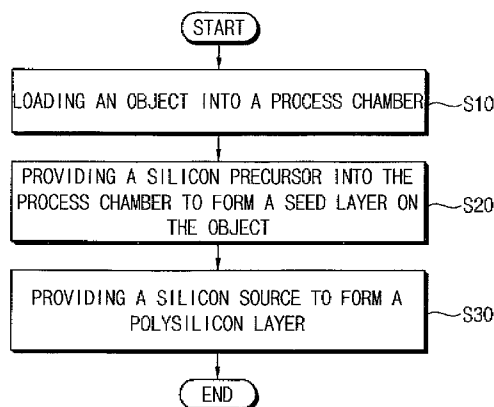 START
LOADING AN OBJECT INTO A PROCESS CHAMBER
S10
PROVIDING A SILICON PRECURSOR INTO THE
PROCESS CHAMBER TO FORM A SEED LAYER ON
THE OBJECT
S20
PROVIDING A SILICON SOURCE TO FORM A
POLYSILICON LAYER
S30
END